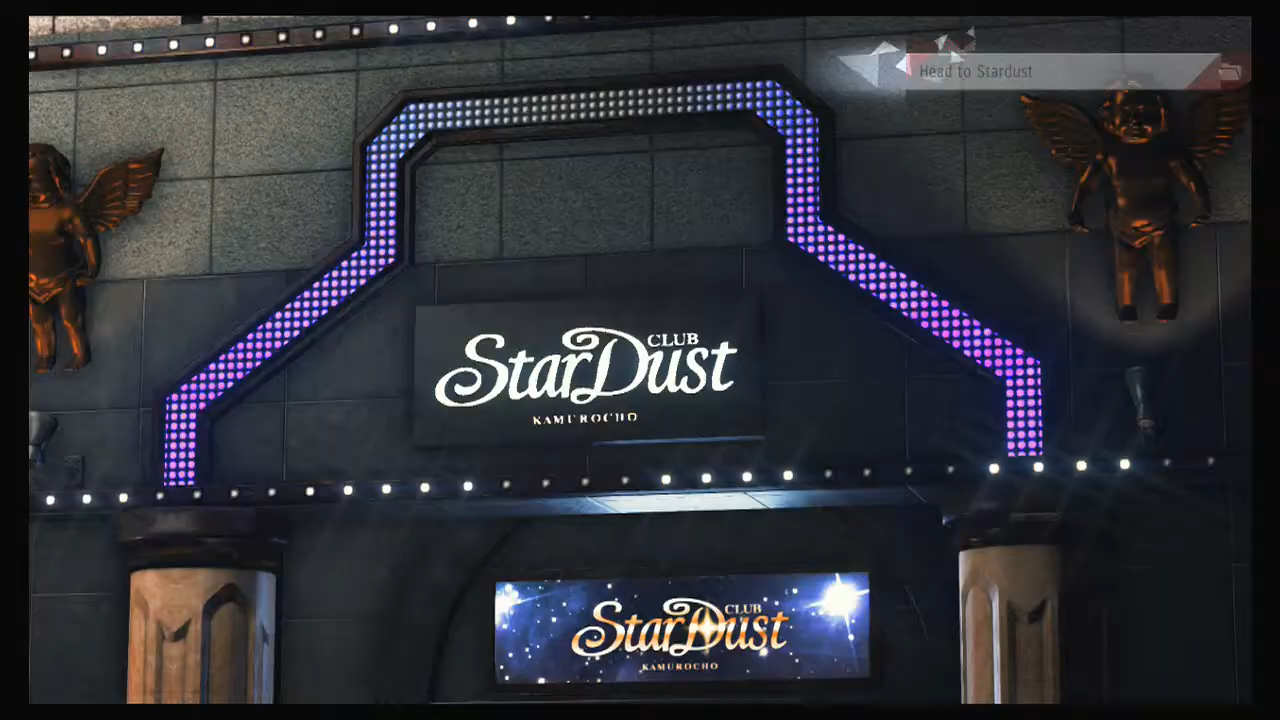 Head to Stardust
CLUB
StarDust
KAMUROCHO
CLUB
StarDust
KAMUROCHO